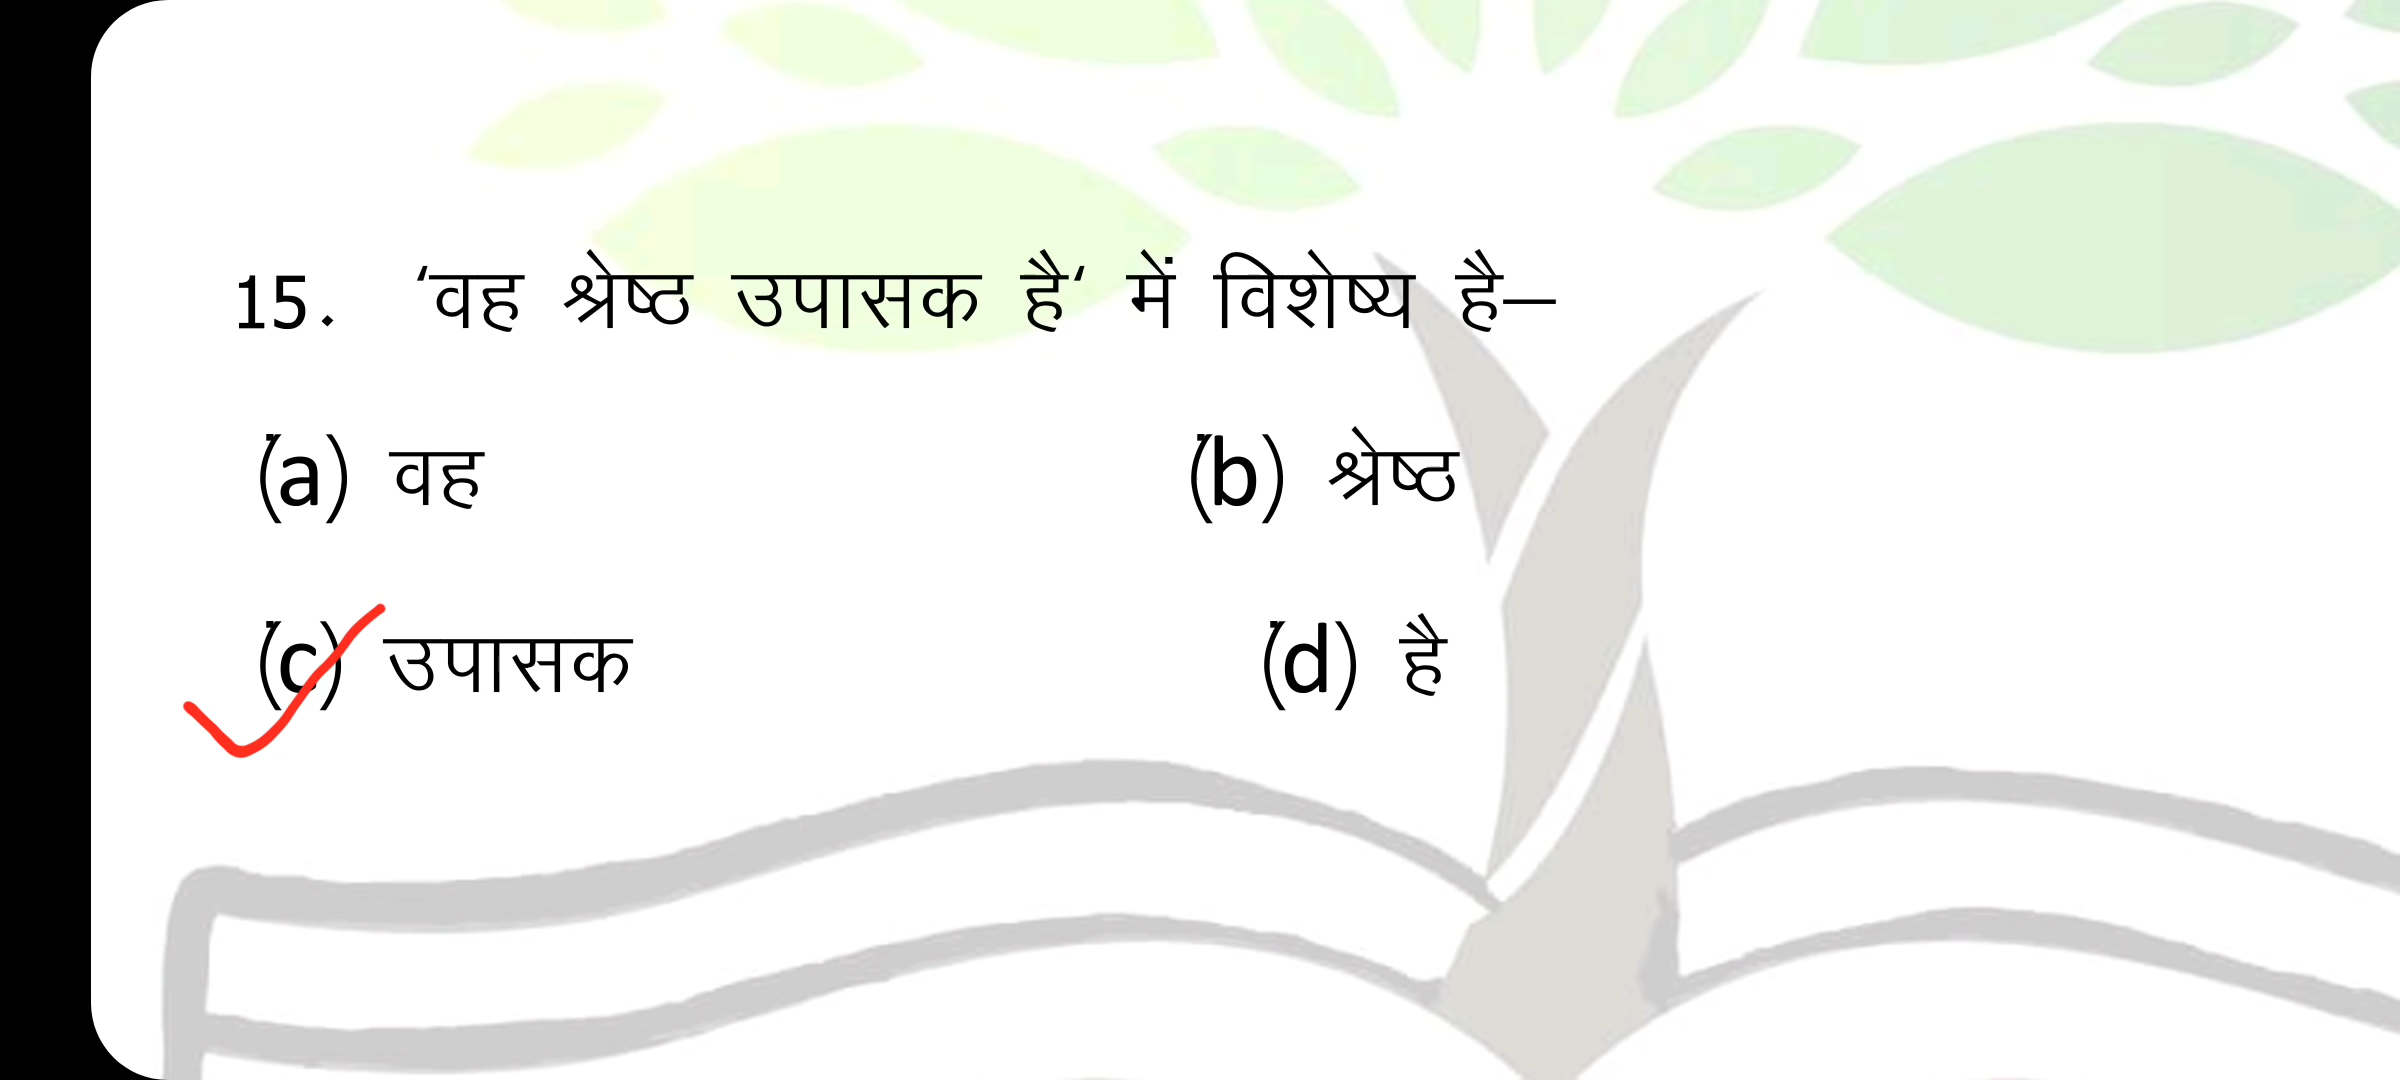 15. ‘वह श्रेष्ठ उपासक है‘ में विशेष्य है–
(a) वह (b) श्रेष्ठ
(c) उपासक (d) है